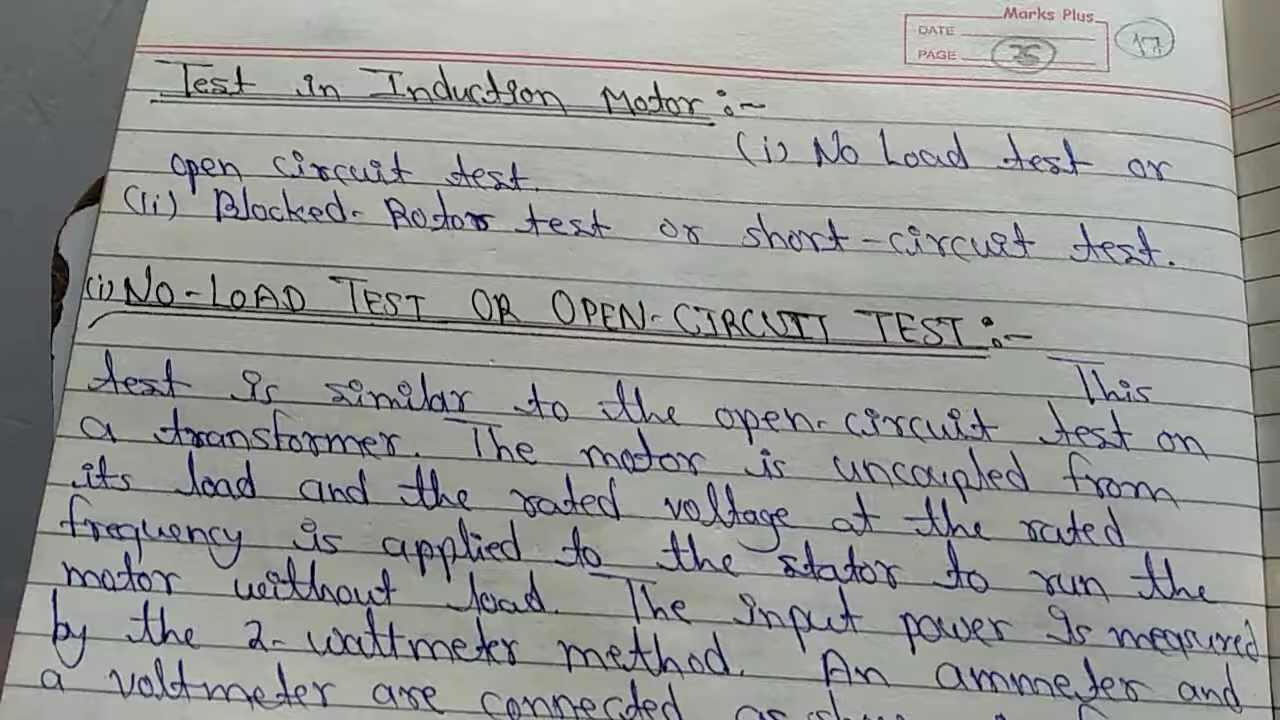 Marks Plus
DATE
PAGE 35
17
Test in Induction Motor :-
(i) No Load test or
open circuit test.
(ii) Blocked-Rotor test or short-circuit test.
(i) NO-LOAD TEST OR OPEN-CIRCUIT TEST :-
This
test is similar to the open-circuit test on
a transformer. The motor is uncoupled from
its load and the rated voltage at the rated
frequency is applied to the stator to run the
motor without load. The input power is measured
by the 2-wattmeter method. An ammeter and
a voltmeter are connected as